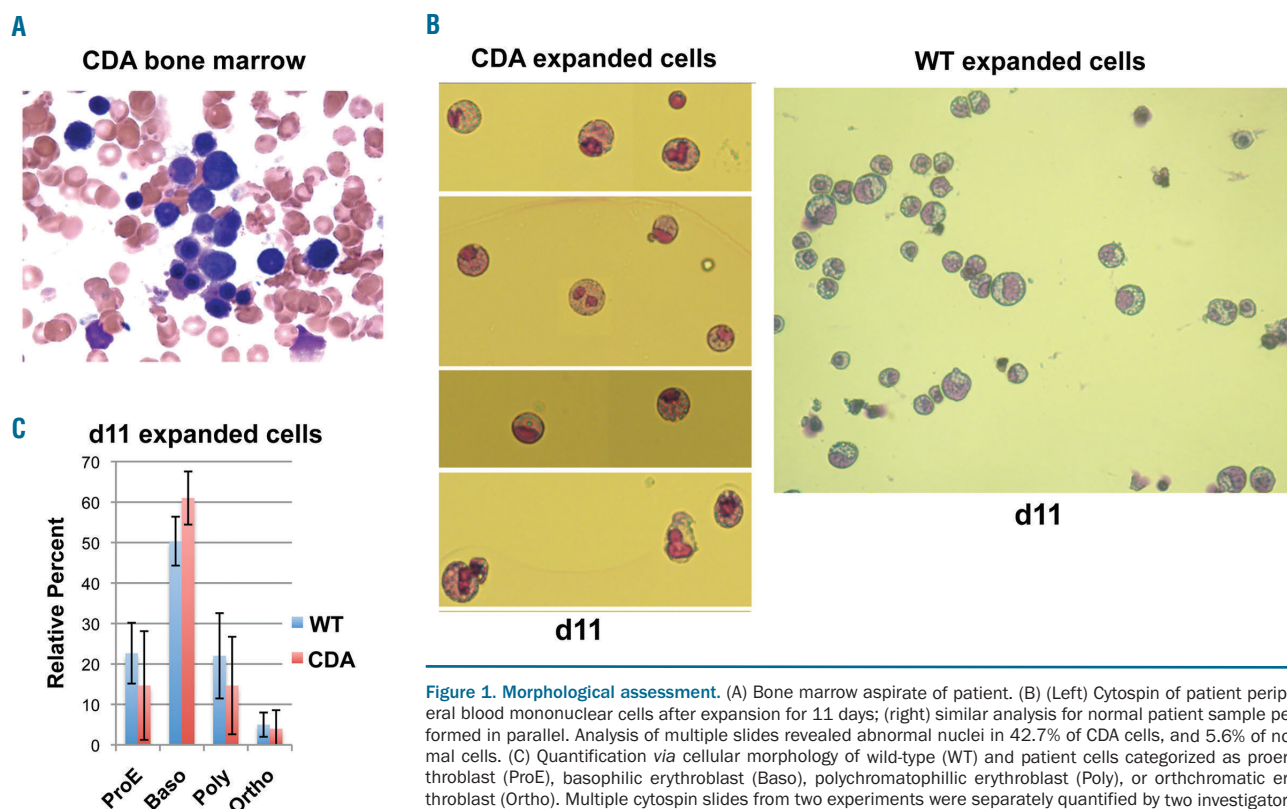 A
CDA bone marrow
B
CDA expanded cells
WT expanded cells
d11
d11
C
d11 expanded cells
Relative Percent
70
60
50
40
30
20
10
0
ProE
Baso
Poly
Ortho
WT
CDA
Figure 1. Morphological assessment. (A) Bone marrow aspirate of patient. (B) (Left) Cytospin of patient periph-
eral blood mononuclear cells after expansion for 11 days; (right) similar analysis for normal patient sample pe
formed in parallel. Analysis of multiple slides revealed abnormal nuclei in 42.7% of CDA cells, and 5.6% of no
mal cells. (C) Quantification via cellular morphology of wild-type (WT) and patient cells categorized as proer
throblast (ProE), basophilic erythroblast (Baso), polychromatophillic erythroblast (Poly), or orthchromatic er
throblast (Ortho). Multiple cytospin slides from two experiments were separately quantified by two investigator